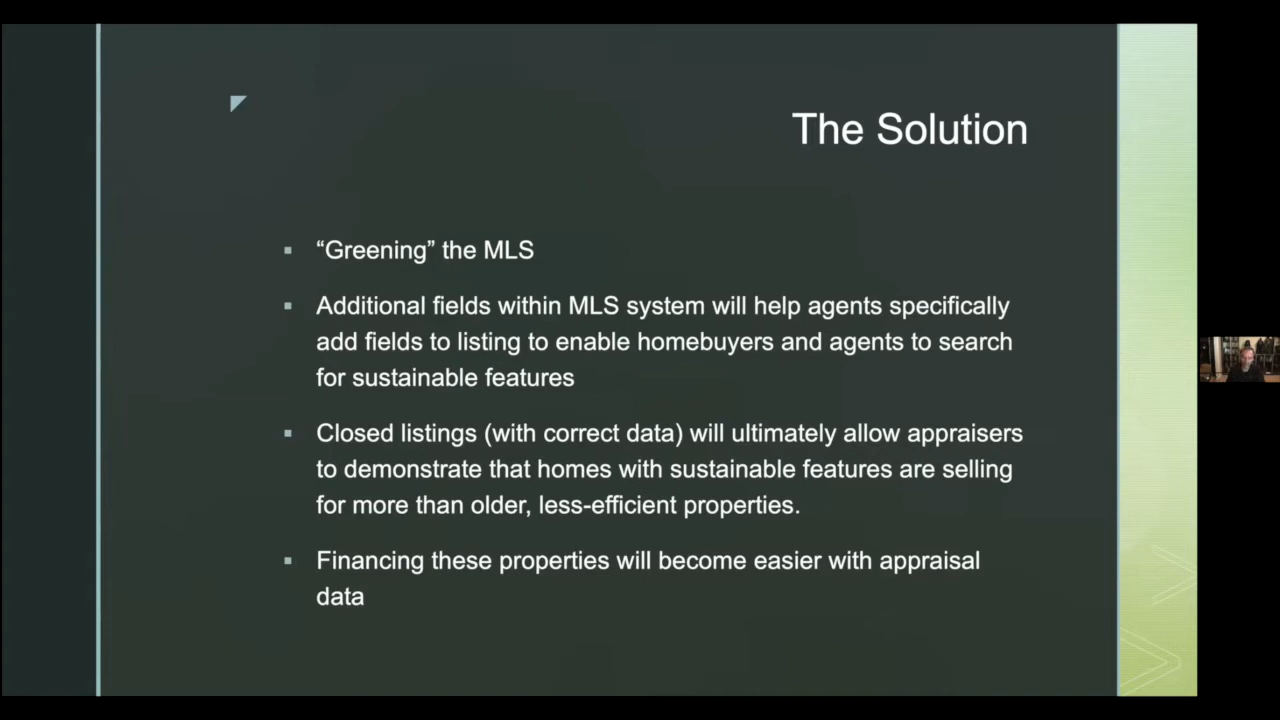 The Solution
▪ “Greening” the MLS
▪ Additional fields within MLS system will help agents specifically
add fields to listing to enable homebuyers and agents to search
for sustainable features
▪ Closed listings (with correct data) will ultimately allow appraisers
to demonstrate that homes with sustainable features are selling
for more than older, less-efficient properties.
▪ Financing these properties will become easier with appraisal
data